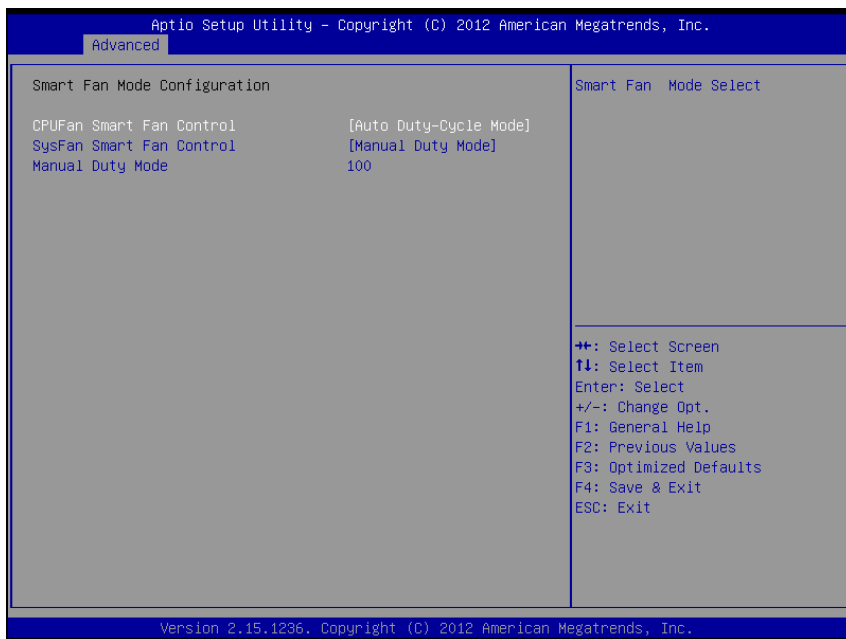 Aptio Setup Utility – Copyright (C) 2012 American Megatrends, Inc.
Advanced
Smart Fan Mode Configuration
CPUFan Smart Fan Control [Auto Duty-Cycle Mode]
SysFan Smart Fan Control [Manual Duty Mode]
Manual Duty Mode 100
Smart Fan Mode Select
→←: Select Screen
↑↓: Select Item
Enter: Select
+/-: Change Opt.
F1: General Help
F2: Previous Values
F3: Optimized Defaults
F4: Save & Exit
ESC: Exit
Version 2.15.1236. Copyright (C) 2012 American Megatrends, Inc.